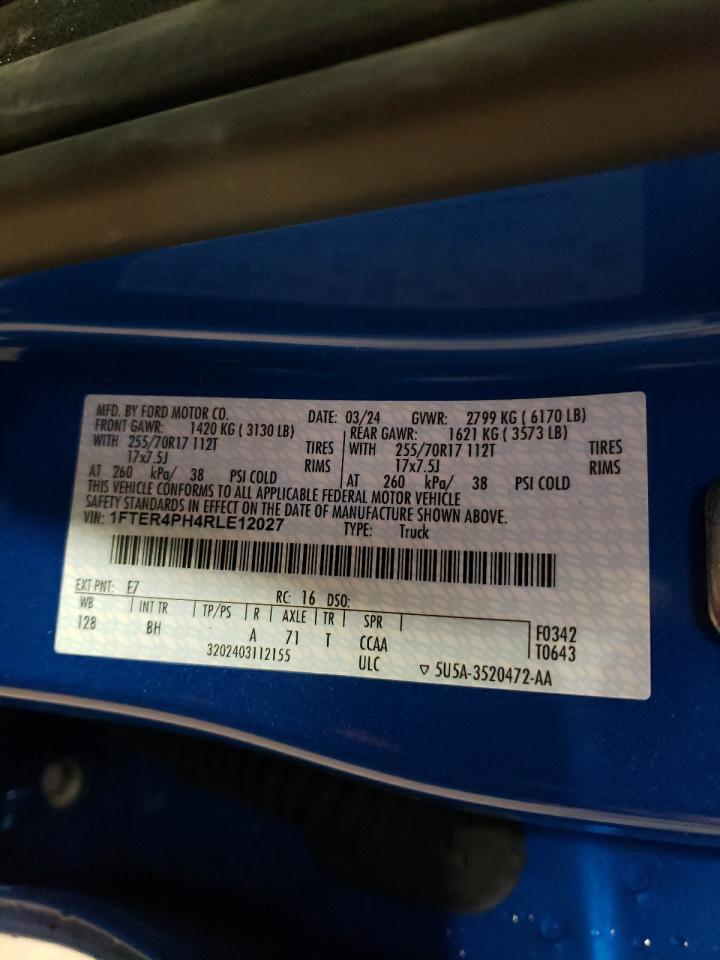 MFD. BY FORD MOTOR CO. DATE: 03/24 GVWR: 2799 KG ( 6170 LB)
FRONT GAWR: 1420 KG ( 3130 LB) REAR GAWR: 1621 KG ( 3573 LB)
WITH 255/70R17 112T TIRES WITH 255/70R17 112T TIRES
17x7.5J RIMS 17x7.5J RIMS
AT 260 kPa/ 38 PSI COLD AT 260 kPa/ 38 PSI COLD
THIS VEHICLE CONFORMS TO ALL APPLICABLE FEDERAL MOTOR VEHICLE
SAFETY STANDARDS IN EFFECT ON THE DATE OF MANUFACTURE SHOWN ABOVE.
VIN: 1FTER4PH4RLE12027 TYPE: Truck
EXT PNT: E7 RC: 16 DSO:
WB | INT TR | TP/PS | R | AXLE | TR | SPR |
128 BH A 71 T CCAA
3202403112155 ULC
F0342
T0643
▽ 5U5A-3520472-AA